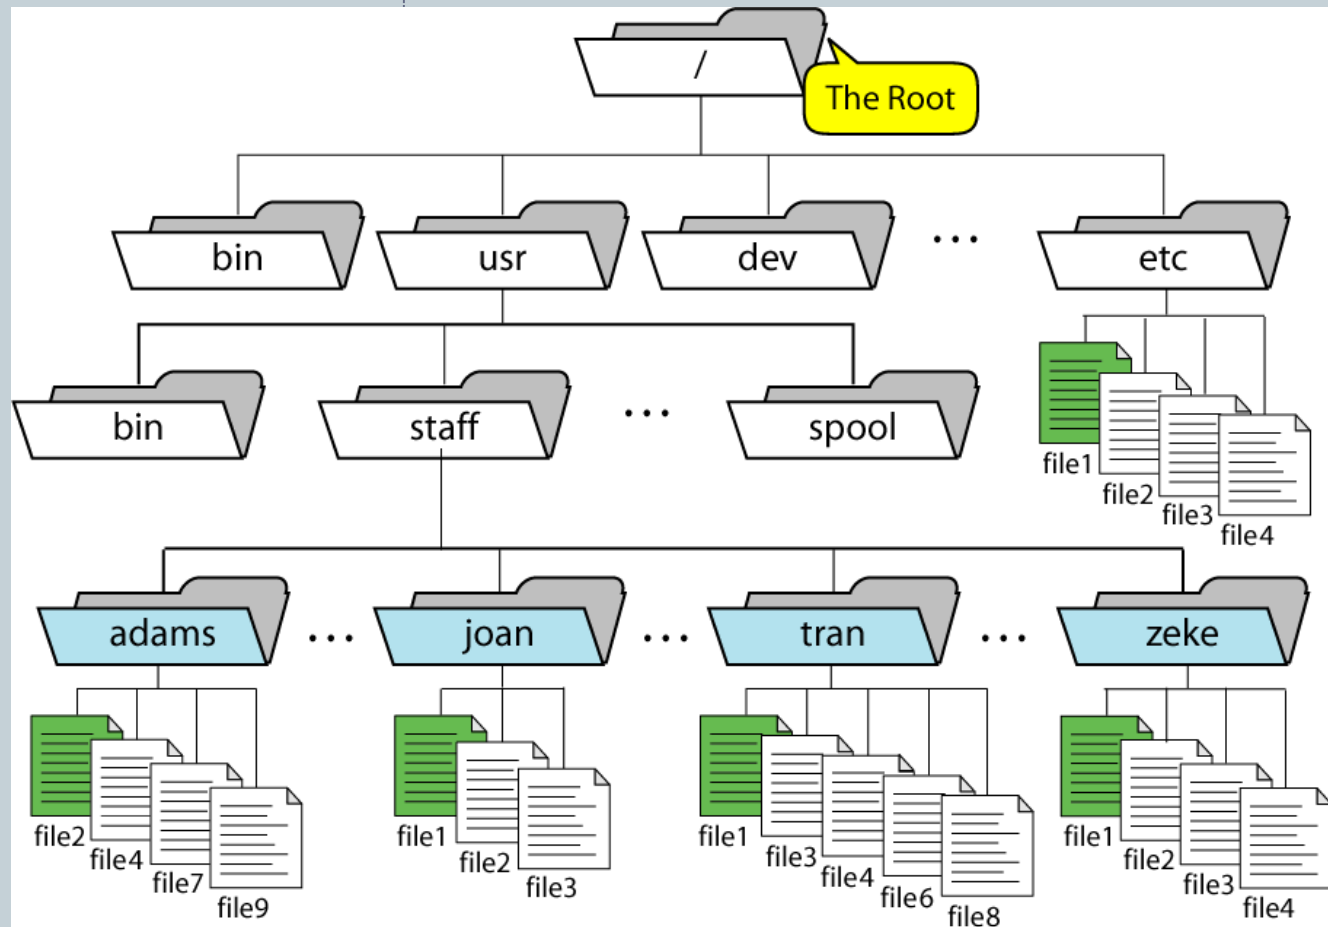 /
The Root
bin
usr
dev
...
etc
bin
staff
...
spool
file1
file2
file3
file4
adams
...
joan
...
tran
...
zeke
file2
file4
file7
file9
file1
file2
file3
file1
file3
file4
file6
file8
file1
file2
file3
file4